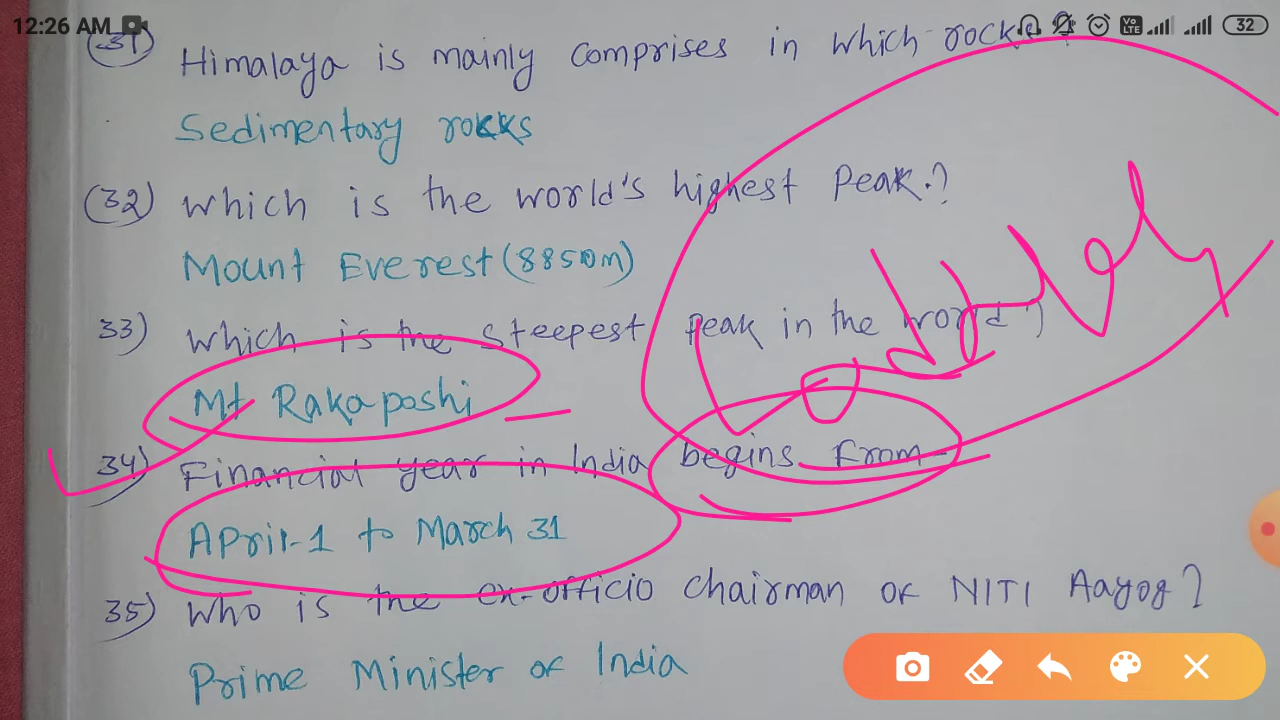 12:26 AM Vo LTE 32
(31) Himalaya is mainly comprises in which rocks?
Sedimentary rocks
(32) which is the world's highest Peak.?
Mount Everest (8850m)
33) which is the steepest Peak in the world?
Mt Rakaposhi
34) Financial year in India begins From-
April-1 to March 31
35) Who is the ex-officio chairman of NITI Aayog?
Prime Minister of India